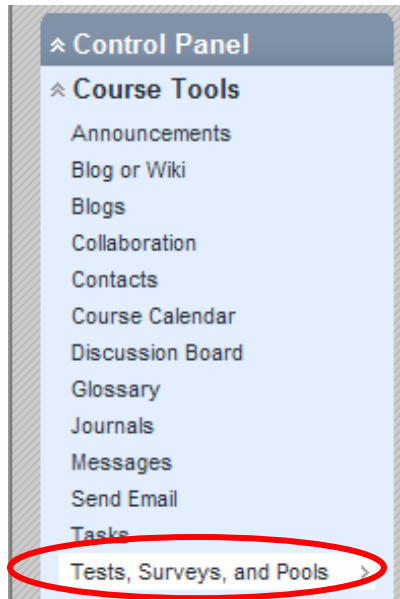 Control Panel
Course Tools
Announcements
Blog or Wiki
Blogs
Collaboration
Contacts
Course Calendar
Discussion Board
Glossary
Journals
Messages
Send Email
Tasks
Tests, Surveys, and Pools >